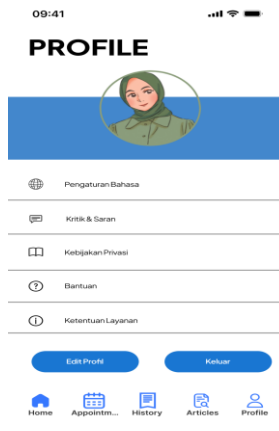 09:41
PROFILE
Pengaturan Bahasa
Kritik & Saran
Kebijakan Privasi
Bantuan
Ketentuan Layanan
Edit Profil
Keluar
Home
Appointm...
History
Articles
Profile